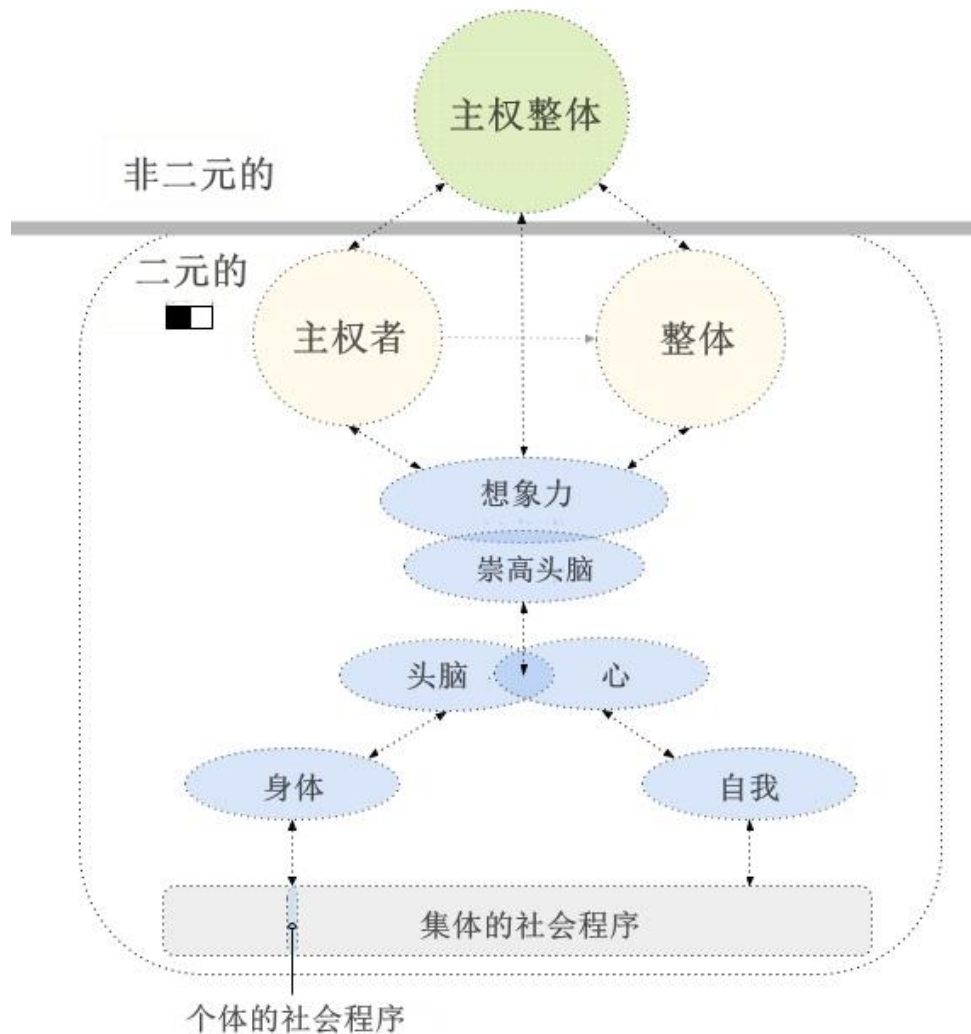 主权整体
非二元的
二元的
主权者
整体
想象力
崇高头脑
头脑
心
身体
自我
集体的社会程序
个体的社会程序